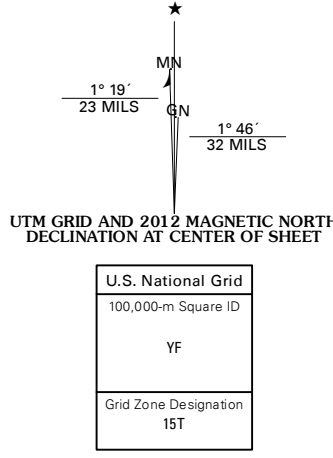 MN
1° 19´
23 MILS
GN
1° 46´
32 MILS
UTM GRID AND 2012 MAGNETIC NORTH
DECLINATION AT CENTER OF SHEET
U.S. National Grid
100,000-m Square ID
YF
Grid Zone Designation
15T